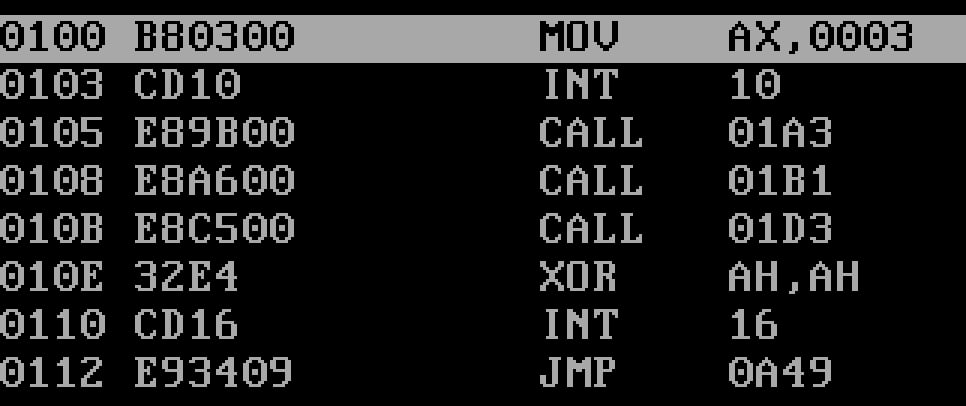 0100 B80300 MOV AX,0003
0103 CD10 INT 10
0105 E89B00 CALL 01A3
0108 E8A600 CALL 01B1
010B E8C500 CALL 01D3
010E 32E4 XOR AH,AH
0110 CD16 INT 16
0112 E93409 JMP 0A49